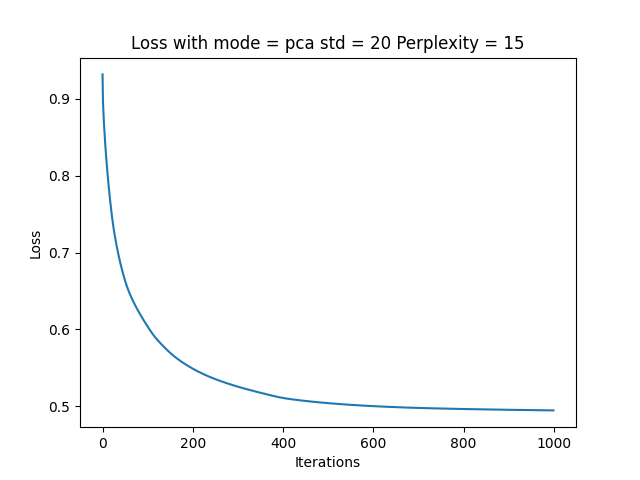 Loss with mode = pca std = 20 Perplexity = 15
0.9
0.8
0.7
0.6
0.5
Loss
0 200 400 600 800 1000
Iterations